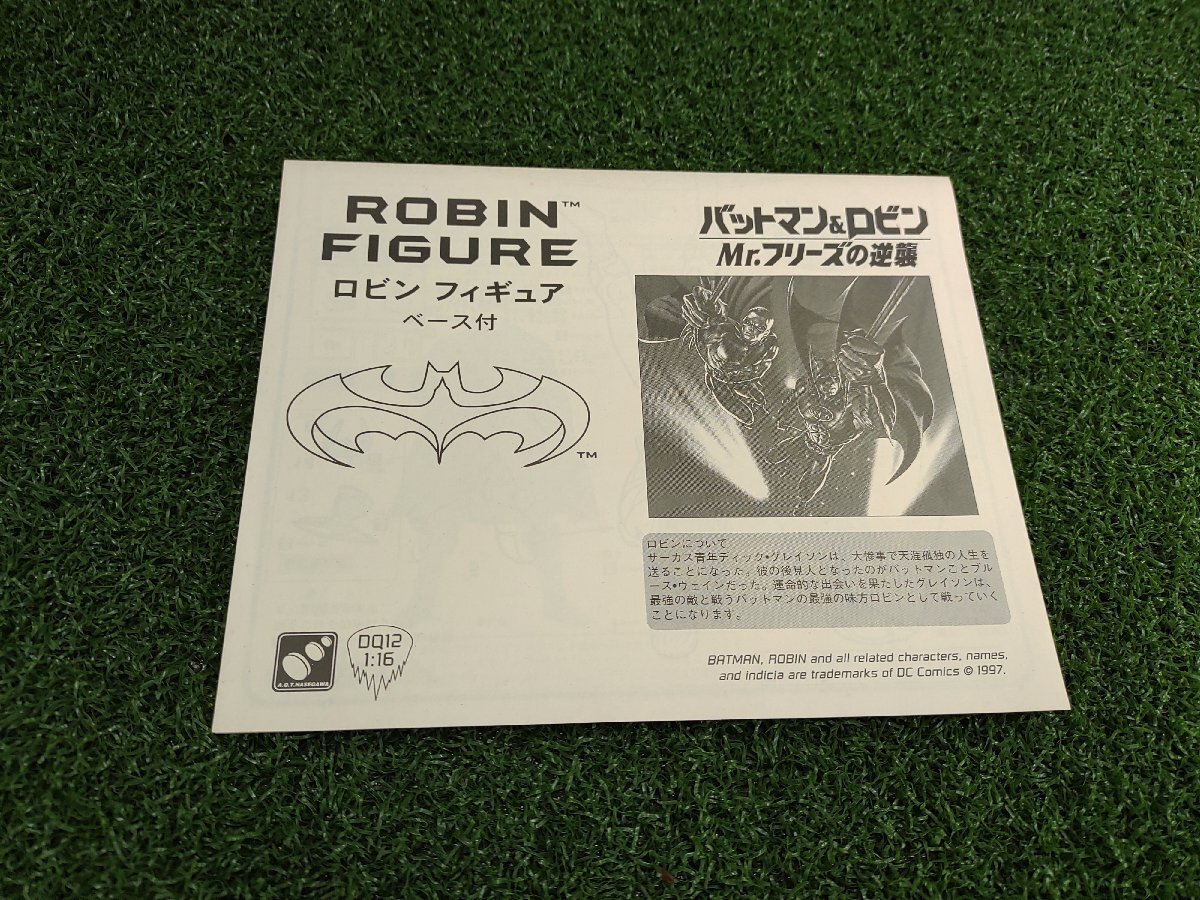 ROBIN™
FIGURE
ロビン フィギュア
ベース付
™
DQ12
1:16
A.O.T.HASEGAWA
バットマン&ロビン
Mr.フリーズの逆襲
ロビンについて
サーカス青年ディック・グレイソンは、大惨事で天涯孤独の人生を
送ることになった。彼の後見人となったのがバットマンことブル
ース・ウェインだった。運命的な出会いを果たしたグレイソンは、
最強の敵と戦うバットマンの最強の味方ロビンとして戦っていく
ことになります。
BATMAN, ROBIN and all related characters, names,
and indicia are trademarks of DC Comics © 1997.